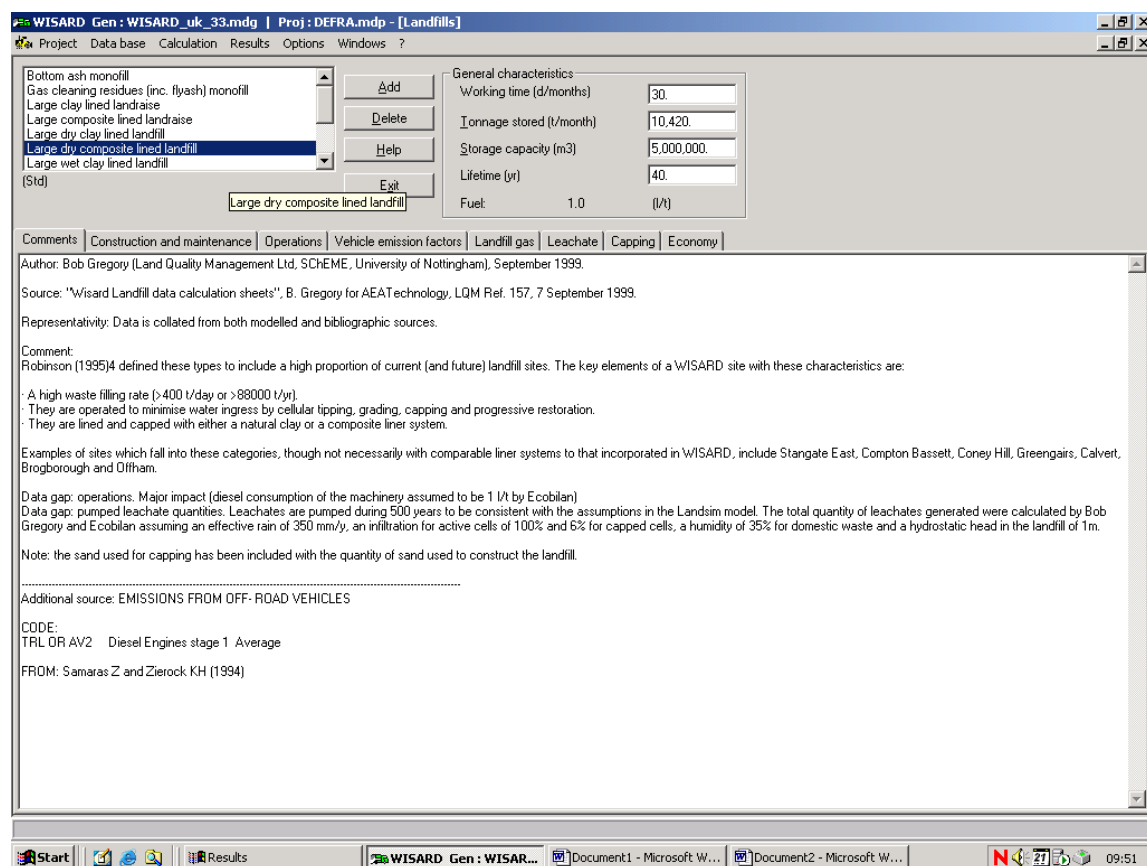 WISARD Gen : WISARD_uk_33.mdg | Proj : DEFRA.mdp - [Landfills]
Project Data base Calculation Results Options Windows ?
Bottom ash monofill
Gas cleaning residues (inc. flyash) monofill
Large clay lined landraise
Large composite lined landraise
Large dry clay lined landfill
Large dry composite lined landfill
Large wet clay lined landfill
(Std)
Large dry composite lined landfill
Add
Delete
Help
Exit
General characteristics
Working time (d/months) 30.
Tonnage stored (t/month) 10,420.
Storage capacity (m3) 5,000,000.
Lifetime (yr) 40.
Fuel: 1.0 (l/t)
Comments Construction and maintenance Operations Vehicle emission factors Landfill gas Leachate Capping Economy
Author: Bob Gregory (Land Quality Management Ltd, SChEME, University of Nottingham), September 1999.
Source: "Wisard Landfill data calculation sheets", B. Gregory for AEATechnology, LQM Ref. 157, 7 September 1999.
Representativity: Data is collated from both modelled and bibliographic sources.
Comment:
Robinson (1995)4 defined these types to include a high proportion of current (and future) landfill sites. The key elements of a WISARD site with these characteristics are:
· A high waste filling rate (>400 t/day or >88000 t/yr).
· They are operated to minimise water ingress by cellular tipping, grading, capping and progressive restoration.
· They are lined and capped with either a natural clay or a composite liner system.
Examples of sites which fall into these categories, though not necessarily with comparable liner systems to that incorporated in WISARD, include Stangate East, Compton Bassett, Coney Hill, Greengairs, Calvert,
Brogborough and Offham.
Data gap: operations. Major impact (diesel consumption of the machinery assumed to be 1 l/t by Ecobilan)
Data gap: pumped leachate quantities. Leachates are pumped during 500 years to be consistent with the assumptions in the Landsim model. The total quantity of leachates generated were calculated by Bob
Gregory and Ecobilan assuming an effective rain of 350 mm/y, an infiltration for active cells of 100% and 6% for capped cells, a humidity of 35% for domestic waste and a hydrostatic head in the landfill of 1m.
Note: the sand used for capping has been included with the quantity of sand used to construct the landfill.
--------------------
Additional source: EMISSIONS FROM OFF- ROAD VEHICLES
CODE:
TRL OR AV2 Diesel Engines stage 1 Average
FROM: Samaras Z and Zierock KH (1994)
Start Results WISARD Gen : WISAR... Document1 - Microsoft W... Document2 - Microsoft W... N 21 09:51